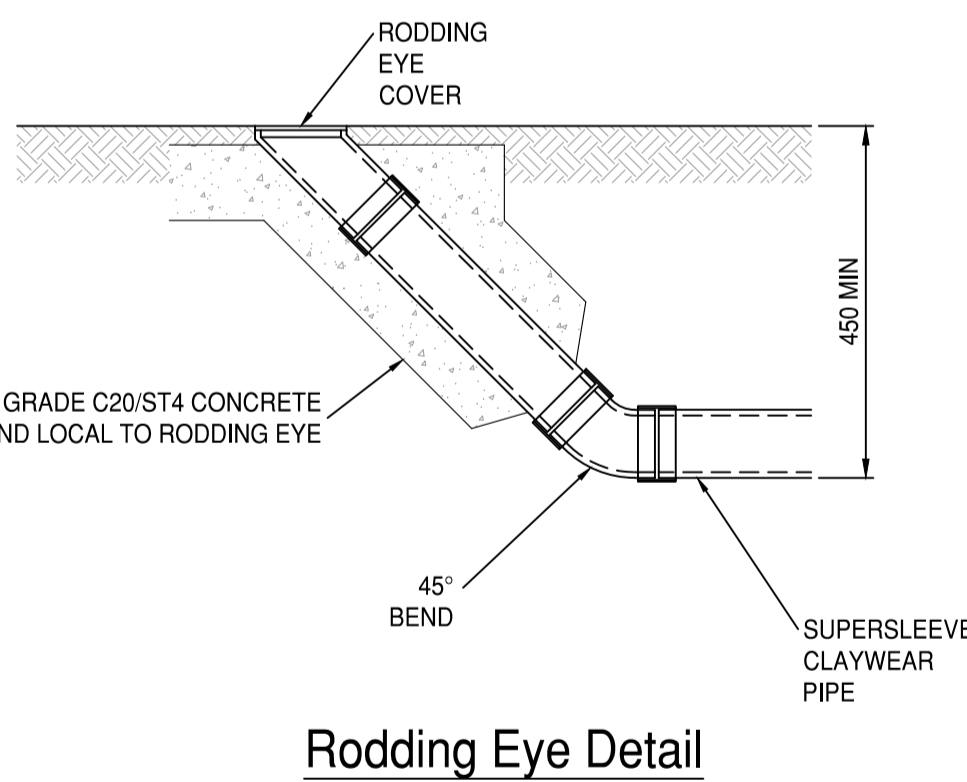 RODDING
EYE
COVER
450 MIN
GRADE C20/ST4 CONCRETE
LOCAL TO RODDING EYE
45°
BEND
SUPERSLEEVE
CLAYWEAR
PIPE
Rodding Eye Detail